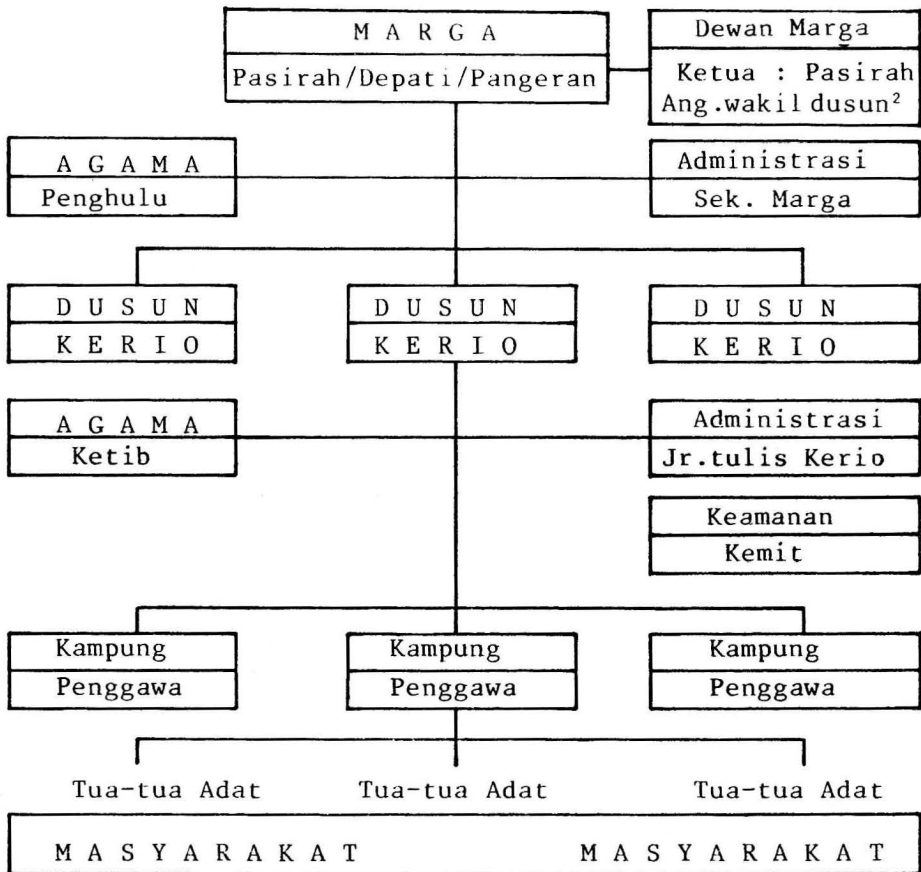 M A R G A
Pasirah/Depati/Pangeran
Dewan Marga
Ketua : Pasirah
Ang.wakil dusun²
A G A M A
Penghulu
Administrasi
Sek. Marga
D U S U N
K E R I O
D U S U N
K E R I O
D U S U N
K E R I O
A G A M A
Ketib
Administrasi
Jr.tulis Kerio
Keamanan
Kemit
Kampung
Penggawa
Kampung
Penggawa
Kampung
Penggawa
Tua-tua Adat
Tua-tua Adat
Tua-tua Adat
M A S Y A R A K A T
M A S Y A R A K A T